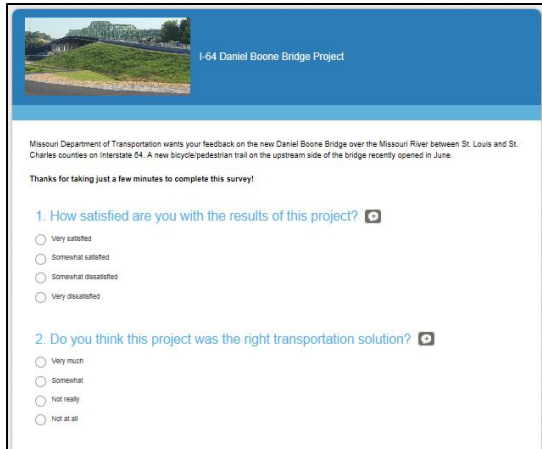 I-64 Daniel Boone Bridge Project
Missouri Department of Transportation wants your feedback on the new Daniel Boone Bridge over the Missouri River between St. Louis and St.
Charles counties on Interstate 64. A new bicycle/pedestrian trail on the upstream side of the bridge recently opened in June.
Thanks for taking just a few minutes to complete this survey!
1. How satisfied are you with the results of this project?
Very satisfied
Somewhat satisfied
Somewhat dissatisfied
Very dissatisfied
2. Do you think this project was the right transportation solution?
Very much
Somewhat
Not really
Not at all